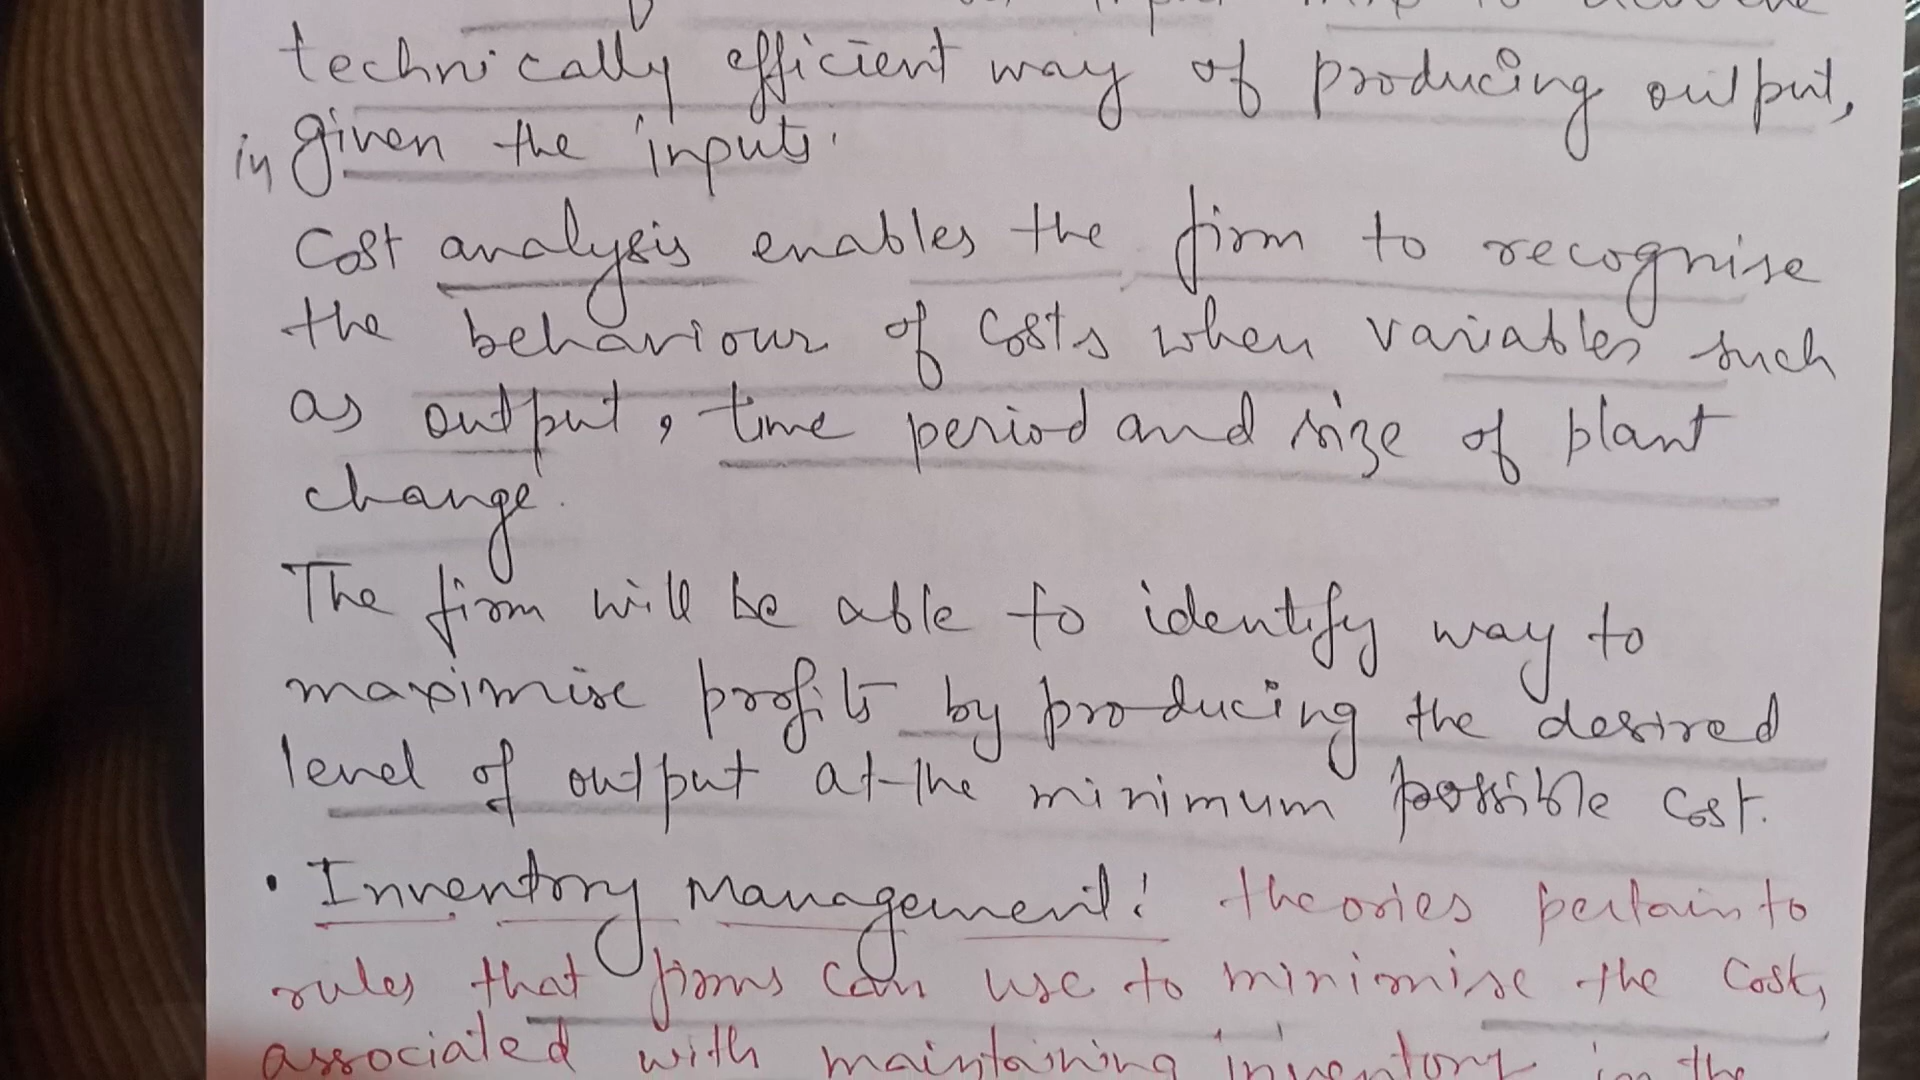 technically efficient way of producing output,
in given the inputs.
Cost analysis enables the firm to recognise
the behaviour of costs when variables such
as output, time period and size of plant
change.
The firm will be able to identify way to
maximise profits by producing the desired
level of output at the minimum possible cost.
• Inventory Management: theories pertain to
rules that firms can use to minimise the costs
associated with maintaining inventory in the